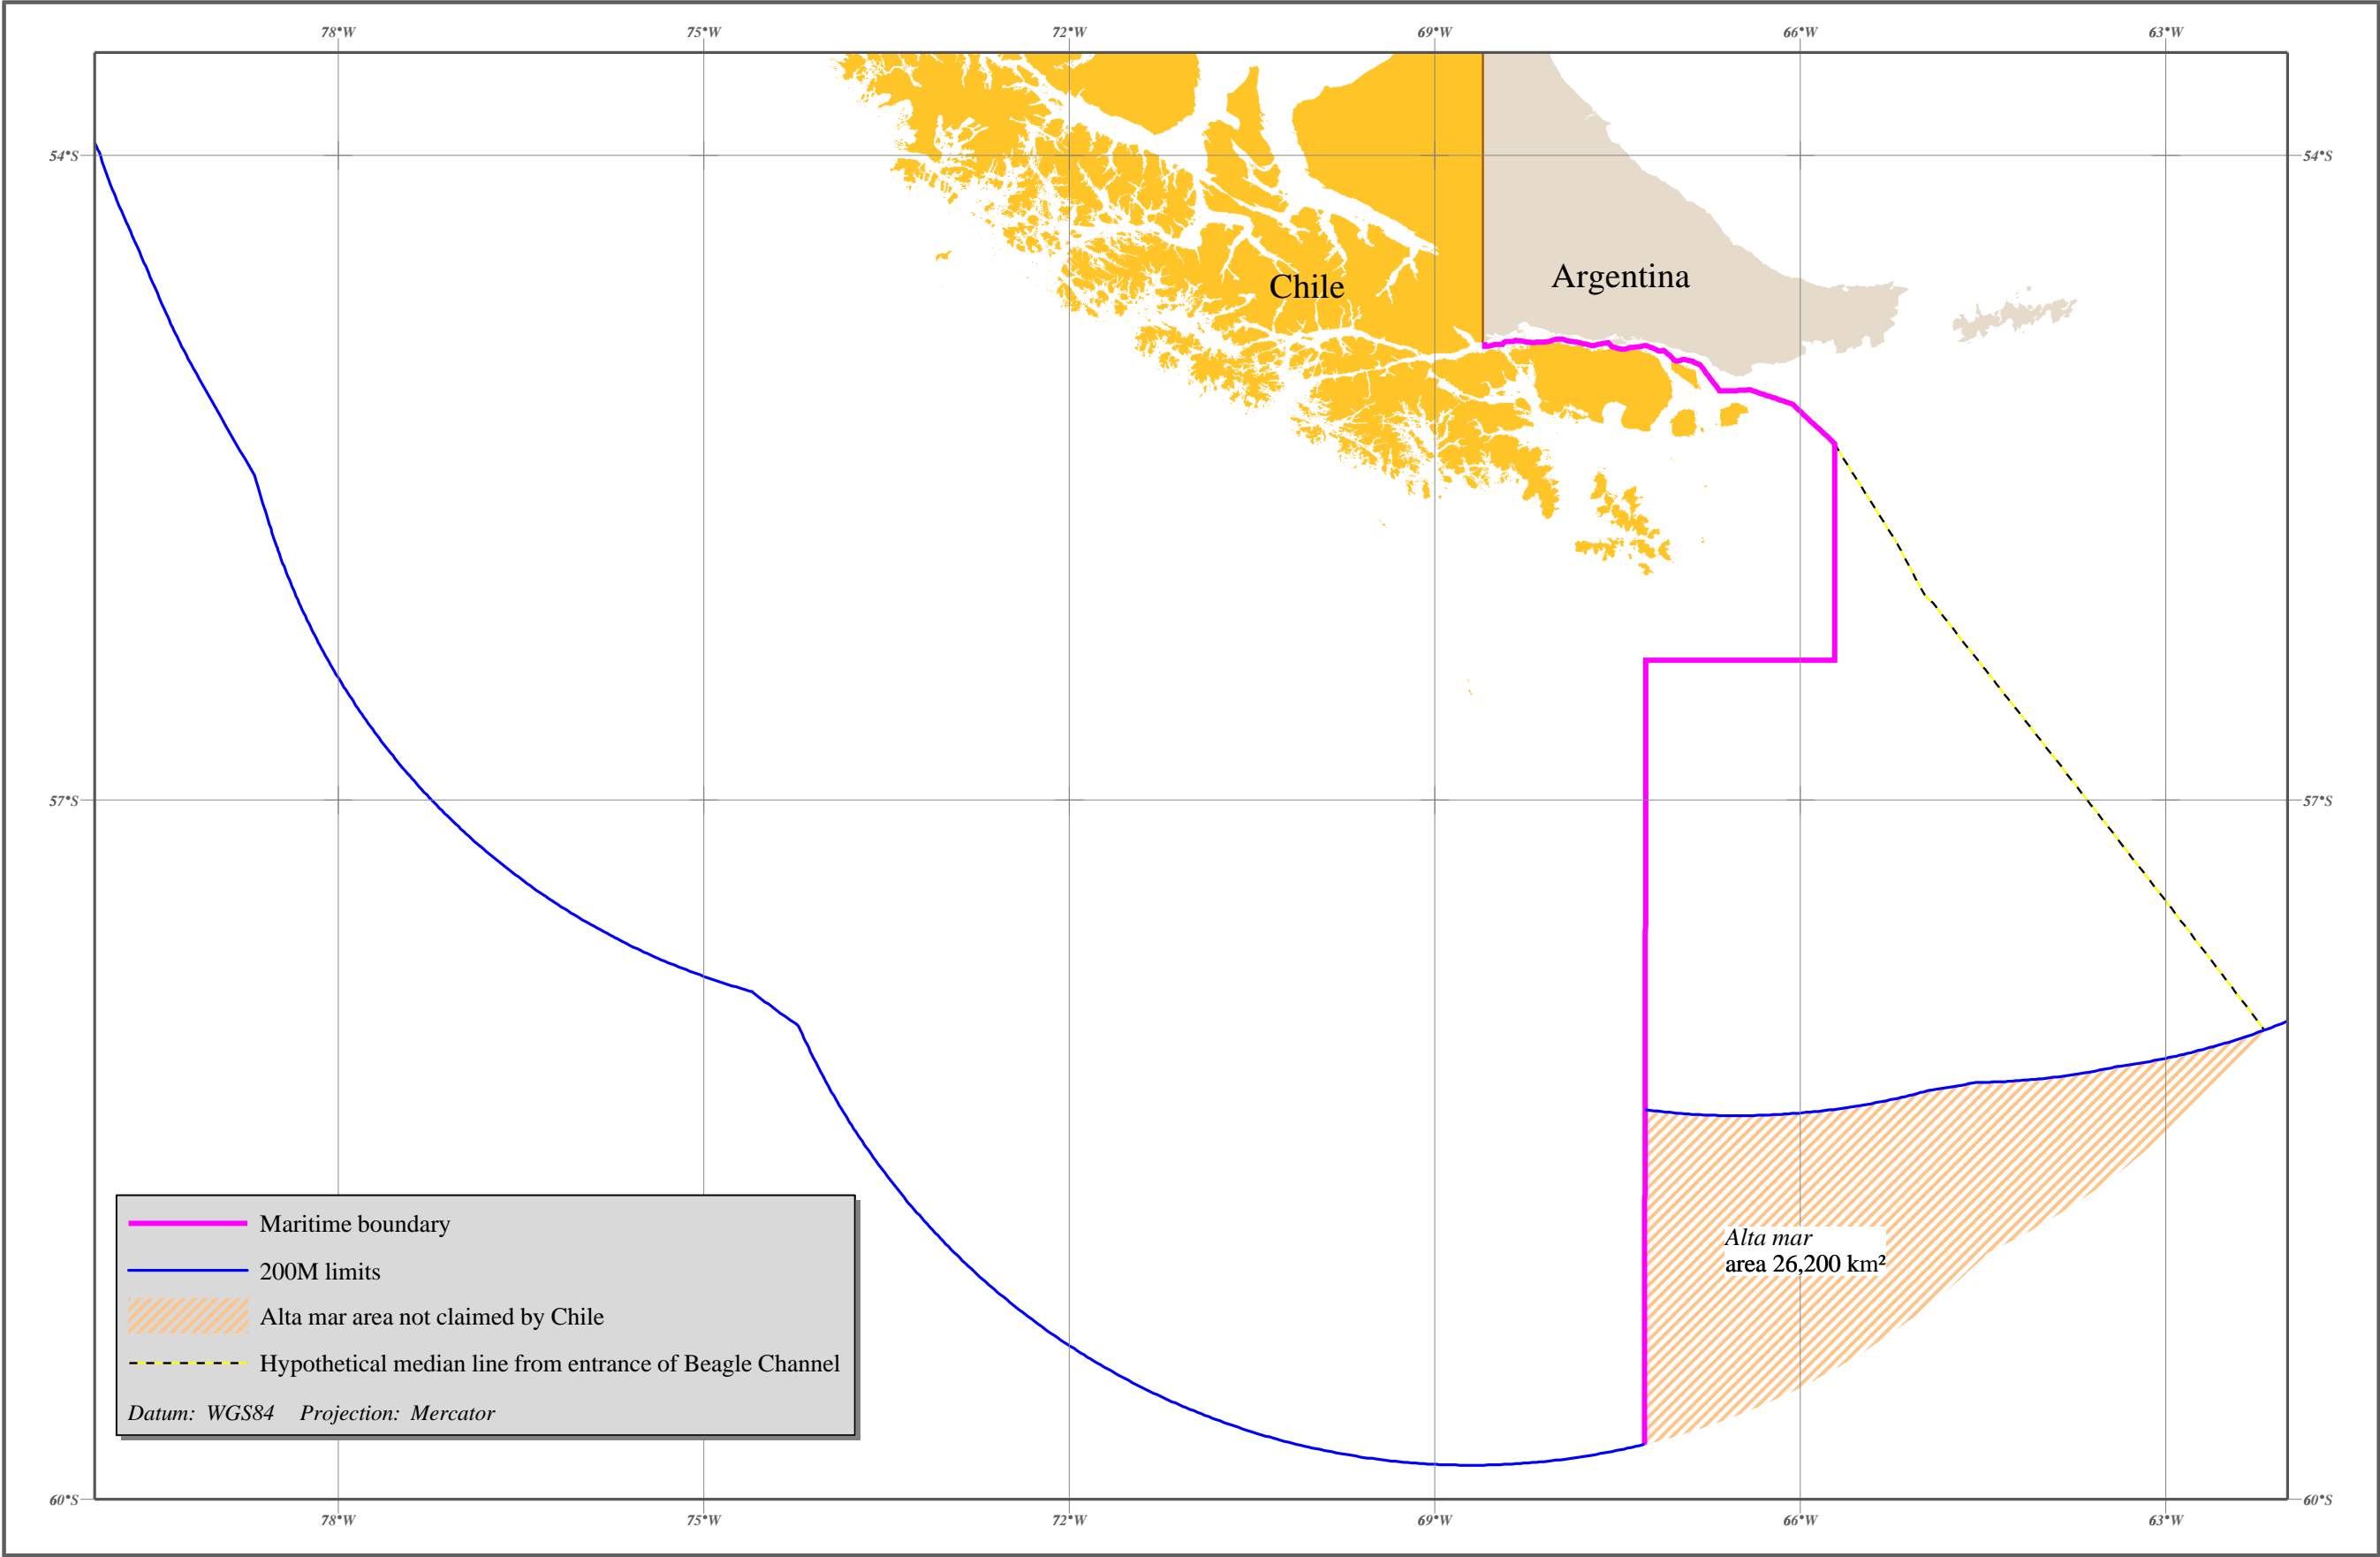 78°W 75°W 72°W 69°W 66°W 63°W
54°S 54°S
Argentina
Chile
57°S 57°S
Maritime boundary
200M limits
Alta mar area not claimed by Chile
Hypothetical median line from entrance of Beagle Channel
Datum: WGS84 Projection: Mercator
Alta mar
area 26,200 km²
60°S 60°S
78°W 75°W 72°W 69°W 66°W 63°W